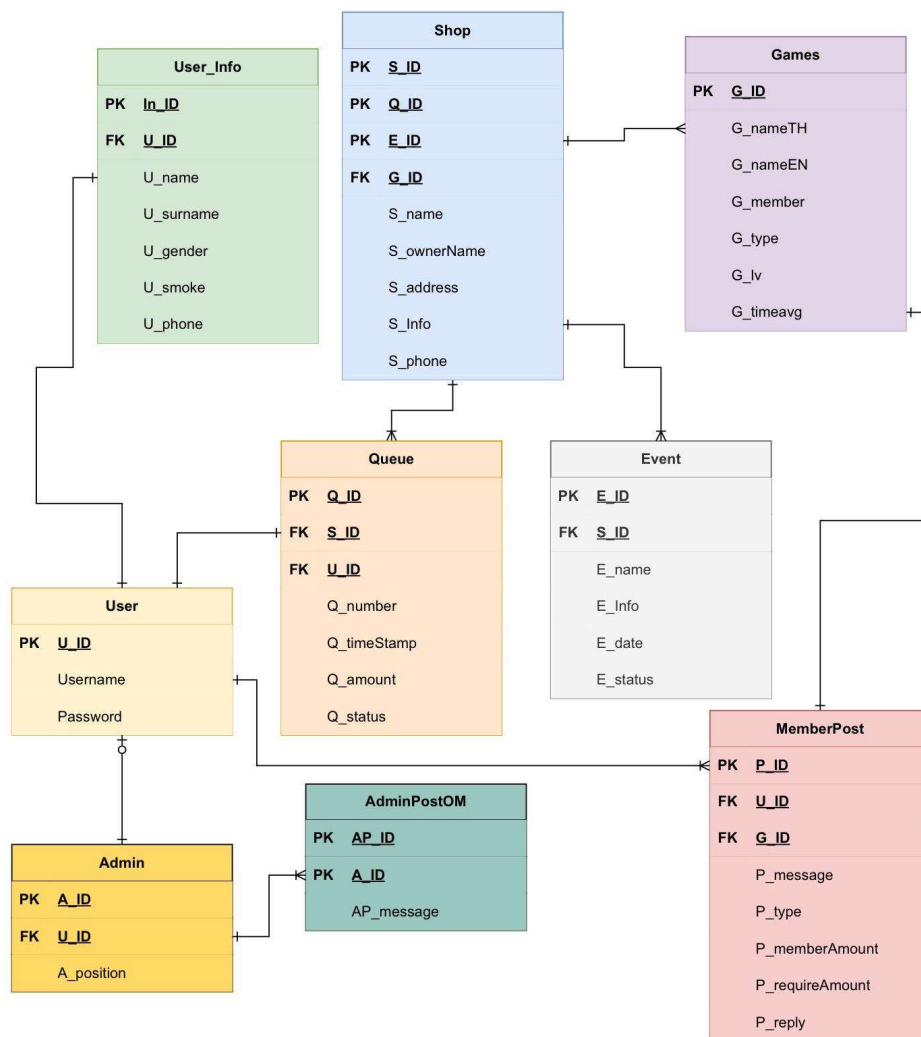 User_Info
PK In_ID
FK U_ID
U_name
U_surname
U_gender
U_smoke
U_phone
Shop
PK S_ID
PK Q_ID
PK E_ID
FK G_ID
S_name
S_ownerName
S_address
S_Info
S_phone
Games
PK G_ID
G_nameTH
G_nameEN
G_member
G_type
G_lv
G_timeavg
Queue
PK Q_ID
FK S_ID
FK U_ID
Q_number
Q_timeStamp
Q_amount
Q_status
Event
PK E_ID
FK S_ID
E_name
E_Info
E_date
E_status
User
PK U_ID
Username
Password
Admin
PK A_ID
FK U_ID
A_position
AdminPostOM
PK AP_ID
PK A_ID
AP_message
MemberPost
PK P_ID
FK U_ID
FK G_ID
P_message
P_type
P_memberAmount
P_requireAmount
P_reply